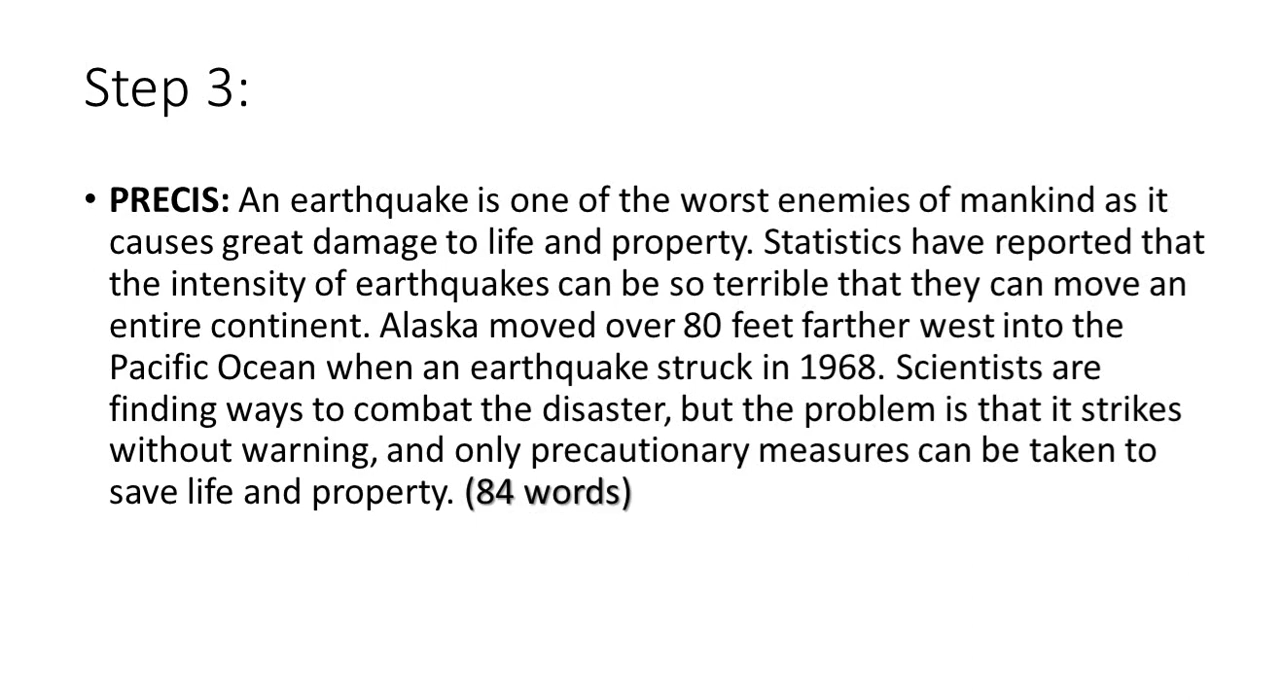 Step 3:
• PRECIS: An earthquake is one of the worst enemies of mankind as it
causes great damage to life and property. Statistics have reported that
the intensity of earthquakes can be so terrible that they can move an
entire continent. Alaska moved over 80 feet farther west into the
Pacific Ocean when an earthquake struck in 1968. Scientists are
finding ways to combat the disaster, but the problem is that it strikes
without warning, and only precautionary measures can be taken to
save life and property. (84 words)